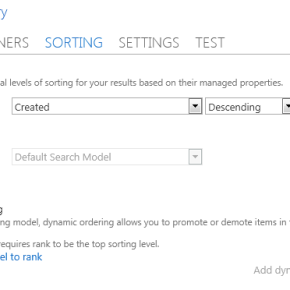 y
NERS SORTING SETTINGS TEST
al levels of sorting for your results based on their managed properties.
Created Descending
Default Search Model
g
ng model, dynamic ordering allows you to promote or demote items in
equires rank to be the top sorting level.
el to rank
Add dyr